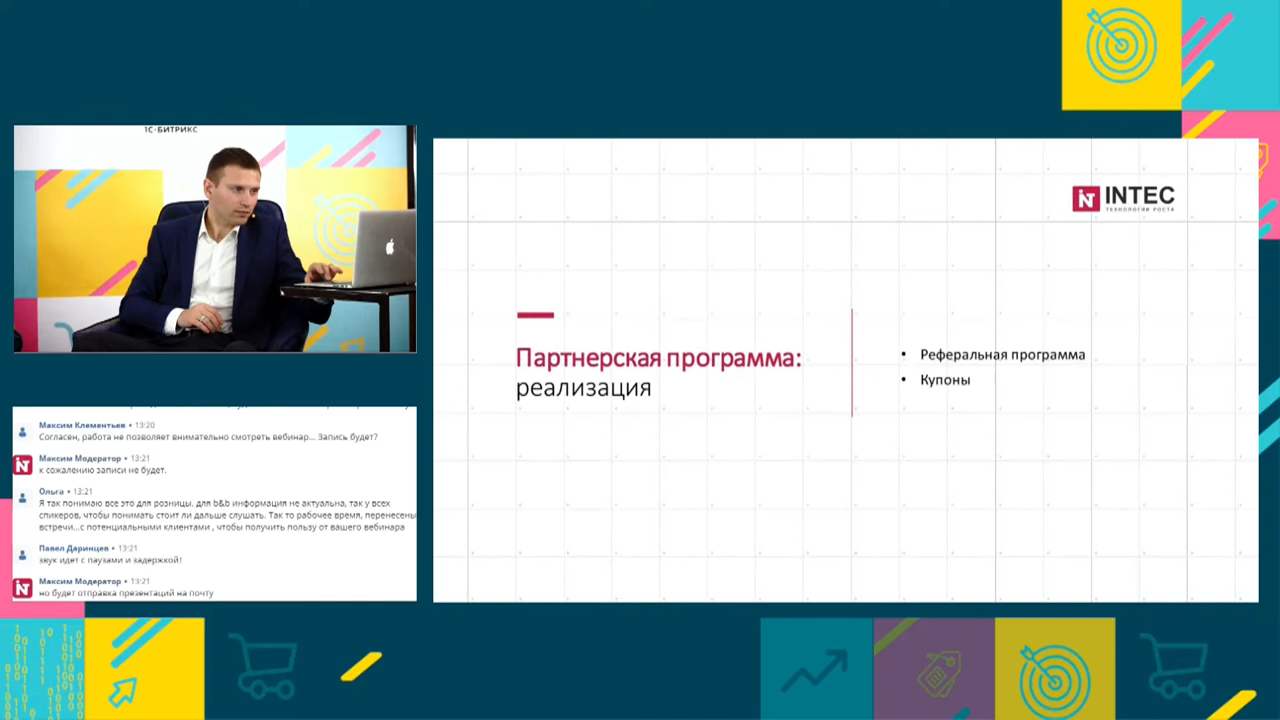 1С-БИТРИКС
INTEC
ТЕХНОЛОГИИ РОСТА
Партнерская программа:
реализация
• Реферальная программа
• Купоны
Максим Клементьев • 13:20
Согласен, работа не позволяет внимательно смотреть вебинар... Запись будет?
Максим Модератор • 13:21
к сожалению записи не будет.
Ольга • 13:21
Я так понимаю все это для розницы. для b&b информация не актуальна, так у всех
спикеров, чтобы понимать стоит ли дальше слушать. Так то рабочее время, перенесены
встречи...с потенциальными клиентами , чтобы получить пользу от вашего вебинара
Павел Даринцев • 13:21
звук идет с паузами и задержкой!
Максим Модератор • 13:21
но будет отправка презентаций на почту